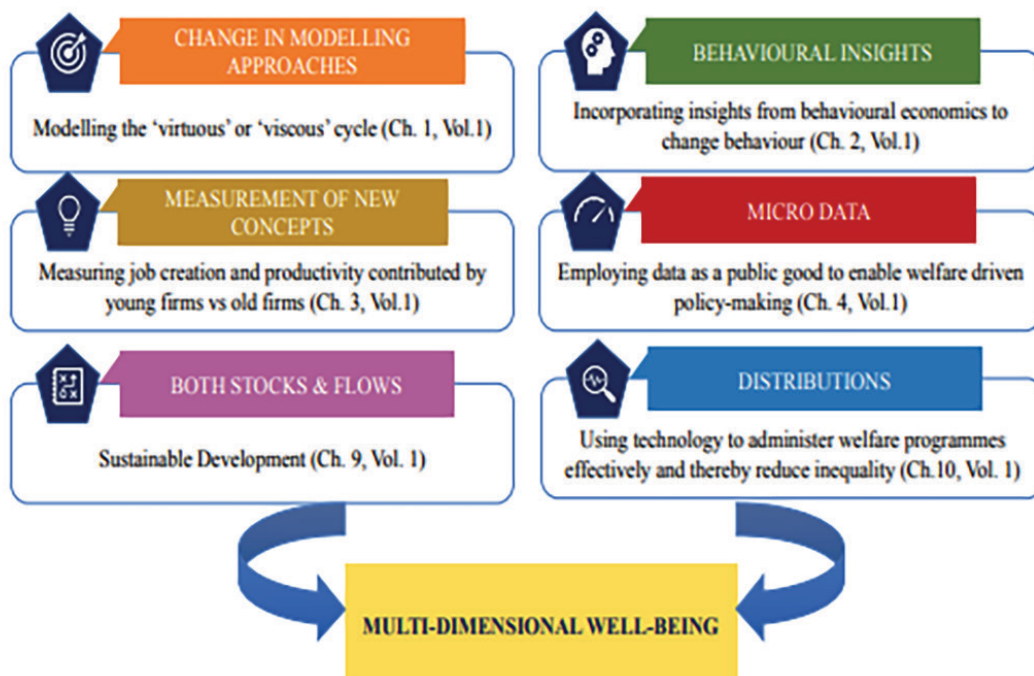 CHANGE IN MODELLING
APPROACHES
Modelling the ‘virtuous’ or ‘viscous’ cycle (Ch. 1, Vol.1)
BEHAVIOURAL INSIGHTS
Incorporating insights from behavioural economics to
change behaviour (Ch. 2, Vol.1)
MEASUREMENT OF NEW
CONCEPTS
Measuring job creation and productivity contributed by
young firms vs old firms (Ch. 3, Vol.1)
MICRO DATA
Employing data as a public good to enable welfare driven
policy-making (Ch. 4, Vol.1)
BOTH STOCKS & FLOWS
Sustainable Development (Ch. 9, Vol. 1)
DISTRIBUTIONS
Using technology to administer welfare programmes
effectively and thereby reduce inequality (Ch.10, Vol. 1)
MULTI-DIMENSIONAL WELL-BEING